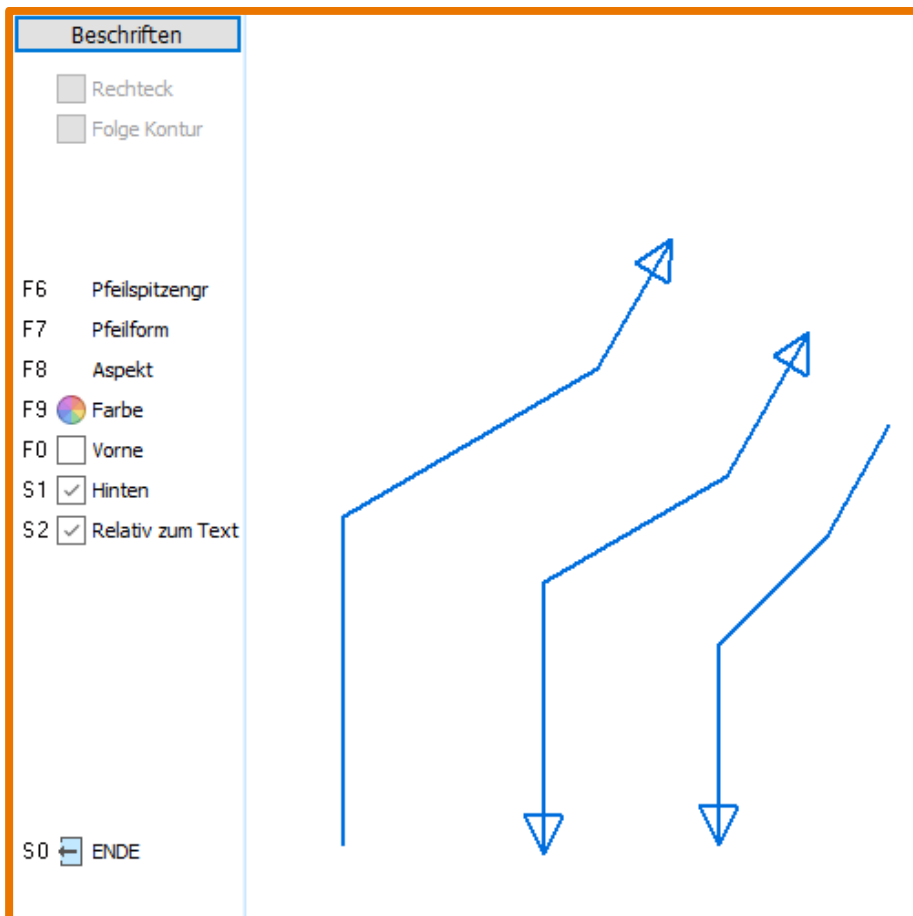 Beschriften
Rechteck
Folge Kontur
F6 Pfeilspitzengr
F7 Pfeilform
F8 Aspekt
F9 Farbe
F0 Vorne
S1 Hinten
S2 Relativ zum Text
S0 ENDE